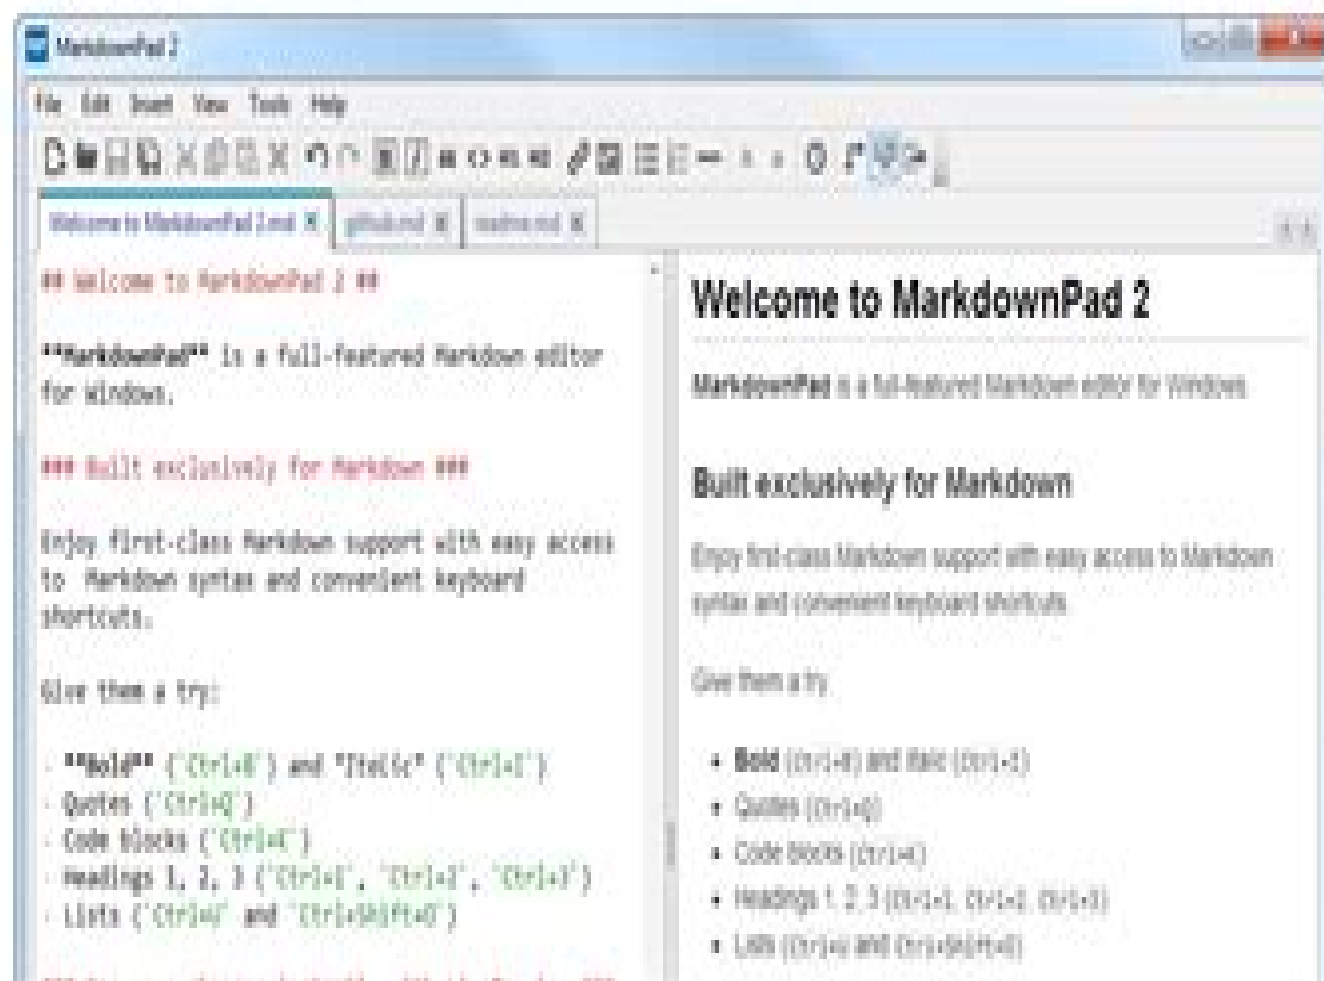 MarkdownPad 2
File Edit Insert View Tools Help
Welcome to MarkdownPad 2.md github.md readme.md
## Welcome to MarkdownPad 2 ##
**MarkdownPad** is a full-featured Markdown editor
for Windows.
### Built exclusively for Markdown ###
Enjoy first-class Markdown support with easy access
to Markdown syntax and convenient keyboard
shortcuts.
Give them a try:
- **Bold** (`Ctrl+B`) and *Italic* (`Ctrl+I`)
- Quotes (`Ctrl+Q`)
- Code blocks (`Ctrl+K`)
- Headings 1, 2, 3 (`Ctrl+1`, `Ctrl+2`, `Ctrl+3`)
- Lists (`Ctrl+U` and `Ctrl+Shift+O`)
Welcome to MarkdownPad 2
MarkdownPad is a full-featured Markdown editor for Windows.
Built exclusively for Markdown
Enjoy first-class Markdown support with easy access to Markdown
syntax and convenient keyboard shortcuts.
Give them a try:
• Bold (Ctrl+B) and Italic (Ctrl+I)
• Quotes (Ctrl+Q)
• Code blocks (Ctrl+K)
• Headings 1, 2, 3 (Ctrl+1, Ctrl+2, Ctrl+3)
• Lists (Ctrl+U and Ctrl+Shift+O)